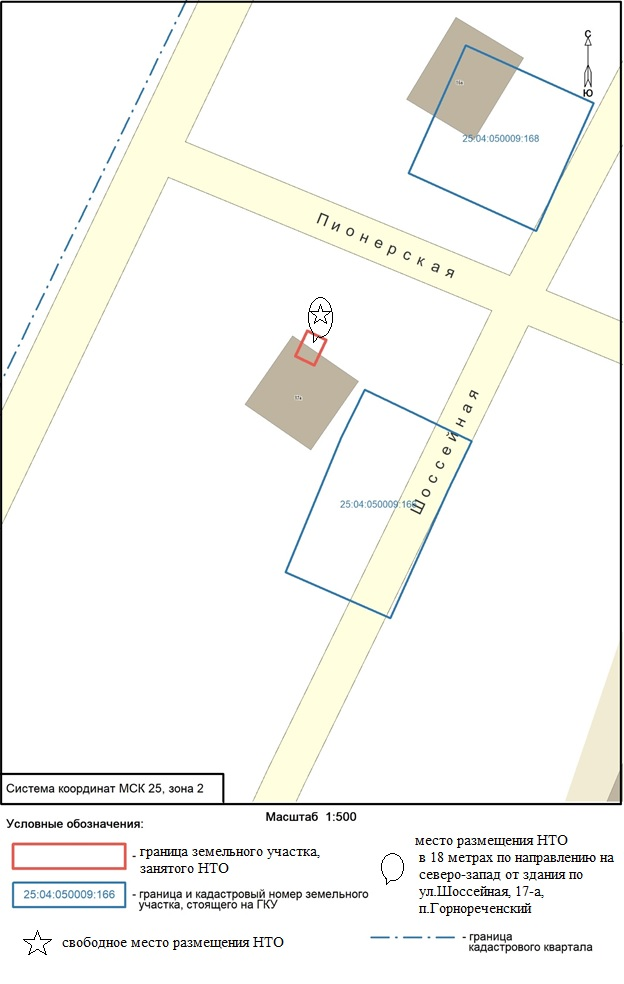 С
Ю
25:04:050009:168
Пионерская
Шоссейная
25:04:050009:166
Система координат МСК 25, зона 2
Масштаб 1:500
Условные обозначения:
- граница земельного участка,
занятого НТО
25:04:050009:166
- граница и кадастровый номер земельного
участка, стоящего на ГКУ
свободное место размещения НТО
место размещения НТО
в 18 метрах по направлению на
северо-запад от здания по
ул.Шоссейная, 17-а,
п.Горнореченский
- граница
кадастрового квартала